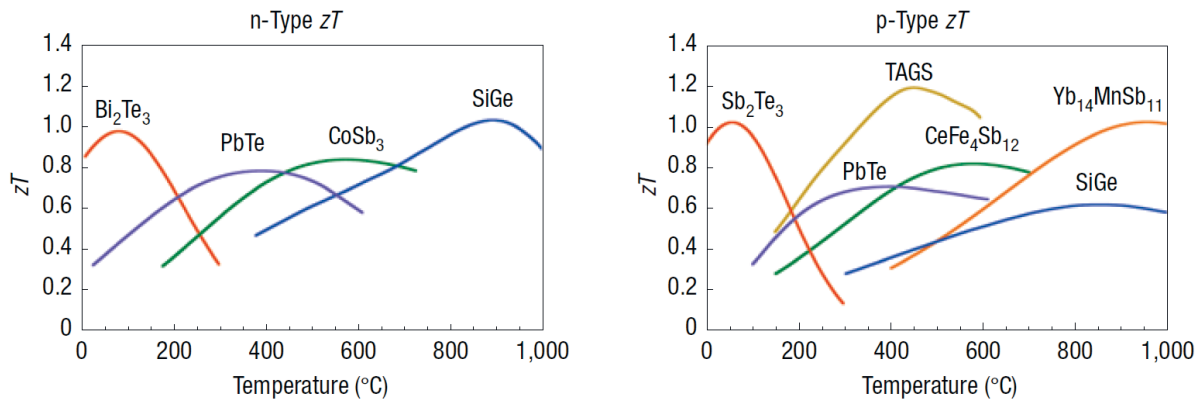 n-Type zT
1.4
1.2
1.0
0.8
0.6
0.4
0.2
0
zT
Bi₂Te₃
PbTe
CoSb₃
SiGe
0 200 400 600 800 1,000
Temperature (°C)
p-Type zT
1.4
1.2
1.0
0.8
0.6
0.4
0.2
0
zT
Sb₂Te₃
TAGS
Yb₁₄MnSb₁₁
CeFe₄Sb₁₂
PbTe
SiGe
0 200 400 600 800 1,000
Temperature (°C)